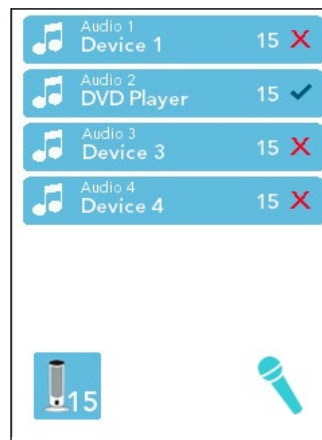 Audio 1
Device 1 15
Audio 2
DVD Player 15
Audio 3
Device 3 15
Audio 4
Device 4 15
15